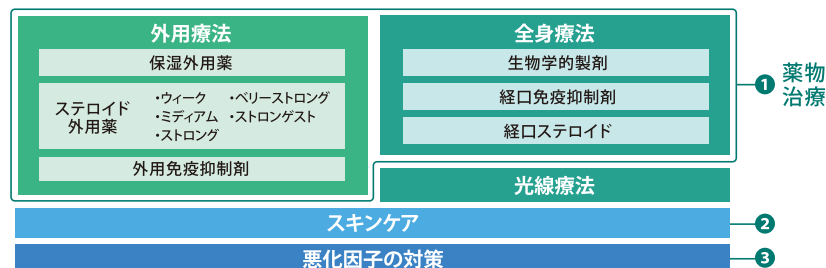 外用療法
保湿外用薬
ステロイド
外用薬
・ウィーク ・ベリーストロング
・ミディアム ・ストロンゲスト
・ストロング
外用免疫抑制剤
全身療法
生物学的製剤
経口免疫抑制剤
経口ステロイド
1 薬物
治療
光線療法
スキンケア
2
悪化因子の対策
3